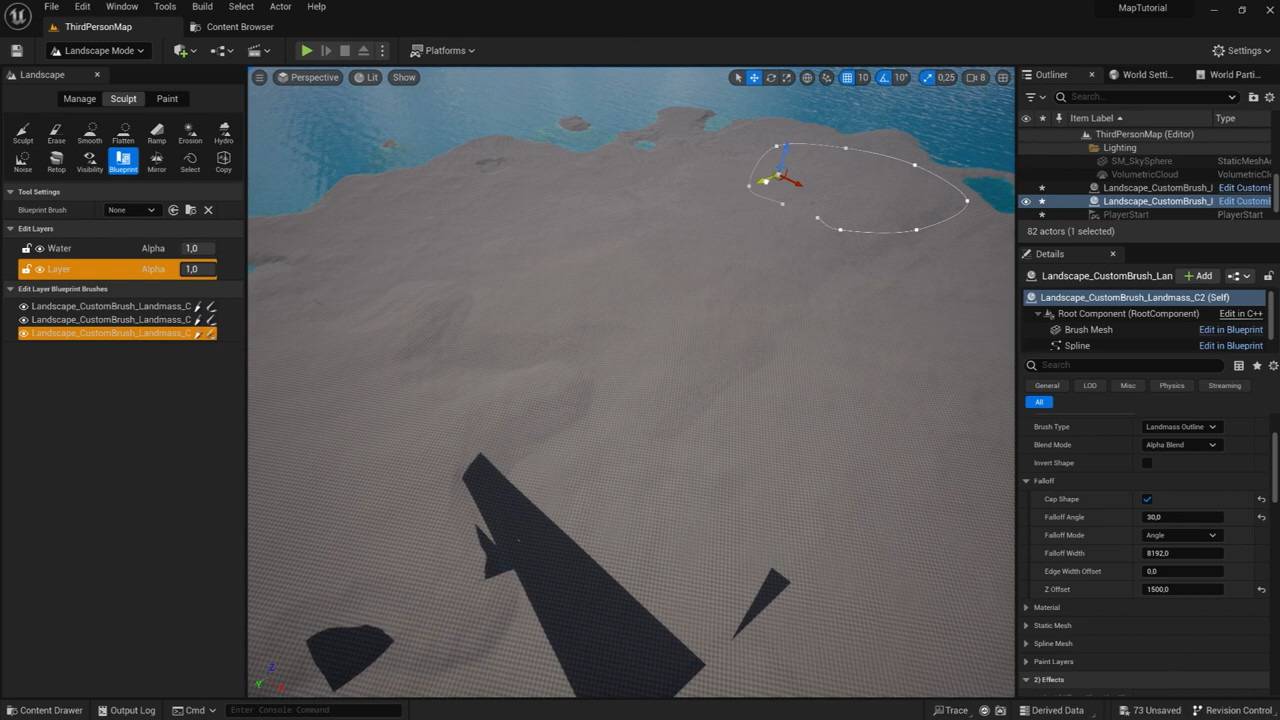 File Edit Window Tools Build Select Actor Help
MapTutorial
ThirdPersonMap Content Browser
Landscape Mode Platforms Settings
Landscape
Manage Sculpt Paint
Sculpt Erase Smooth Flatten Ramp Erosion Hydro
Noise Retop Visibility Blueprint Mirror Select Copy
Tool Settings
Blueprint Brush None
Edit Layers
Water Alpha 1,0
Layer Alpha 1,0
Edit Layer Blueprint Brushes
Landscape_CustomBrush_Landmass_C
Landscape_CustomBrush_Landmass_C
Landscape_CustomBrush_Landmass_C
Perspective Lit Show
10 10° 0,25 8
Z
Y
X
Outliner World Setti... World Parti...
Search...
Item Label Type
ThirdPersonMap (Editor)
Lighting
SM_SkySphere StaticMeshA
VolumetricCloud VolumetricCl
Landscape_CustomBrush_l Edit CustomB
Landscape_CustomBrush_l Edit CustomB
PlayerStart PlayerStart
82 actors (1 selected)
Details
Landscape_CustomBrush_Lan Add
Landscape_CustomBrush_Landmass_C2 (Self)
Root Component (RootComponent) Edit in C++
Brush Mesh Edit in Blueprint
Spline Edit in Blueprint
Search
General LOD Misc Physics Streaming
All
Brush Type Landmass Outline
Blend Mode Alpha Blend
Invert Shape
Falloff
Cap Shape
Falloff Angle 30,0
Falloff Mode Angle
Falloff Width 8192,0
Edge Width Offset 0,0
Z Offset 1500,0
Material
Static Mesh
Spline Mesh
Paint Layers
2) Effects
Content Drawer Output Log Cmd Enter Console Command
Trace Derived Data 73 Unsaved Revision Control